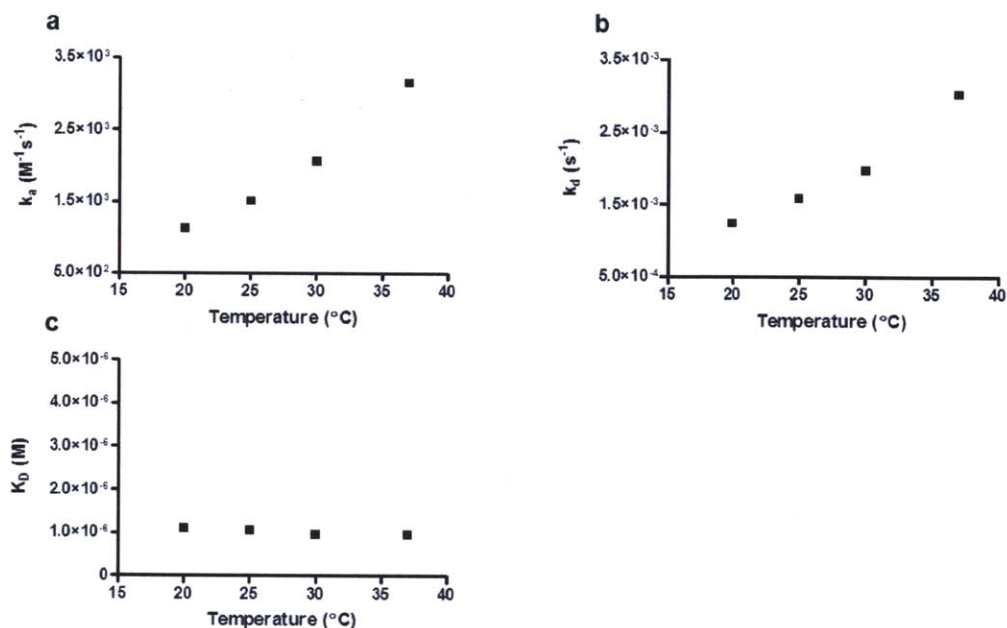 a
3.5×10³
2.5×10³
1.5×10³
5.0×10²
kₐ (M⁻¹s⁻¹)
15 20 25 30 35 40
Temperature (°C)
b
3.5×10⁻³
2.5×10⁻³
1.5×10⁻³
5.0×10⁻⁴
k_d (s⁻¹)
15 20 25 30 35 40
Temperature (°C)
c
5.0×10⁻⁶
4.0×10⁻⁶
3.0×10⁻⁶
2.0×10⁻⁶
1.0×10⁻⁶
0
K_D (M)
15 20 25 30 35 40
Temperature (°C)